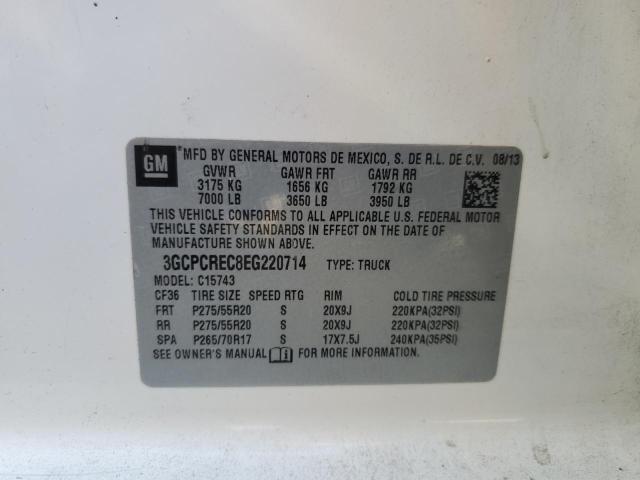 GM
*MFD BY GENERAL MOTORS DE MEXICO, S. DE R.L. DE C.V. 08/13
GVWR GAWR FRT GAWR RR
3175 KG 1656 KG 1792 KG
7000 LB 3650 LB 3950 LB
THIS VEHICLE CONFORMS TO ALL APPLICABLE U.S. FEDERAL MOTOR
VEHICLE SAFETY STANDARDS IN EFFECT ON THE DATE OF
MANUFACTURE SHOWN ABOVE.
3GCPCREC8EG220714 TYPE: TRUCK
MODEL: C15743
CF36 TIRE SIZE SPEED RTG RIM COLD TIRE PRESSURE
FRT P275/55R20 S 20X9J 220KPA(32PSI)
RR P275/55R20 S 20X9J 220KPA(32PSI)
SPA P265/70R17 S 17X7.5J 240KPA(35PSI)
SEE OWNER'S MANUAL FOR MORE INFORMATION.